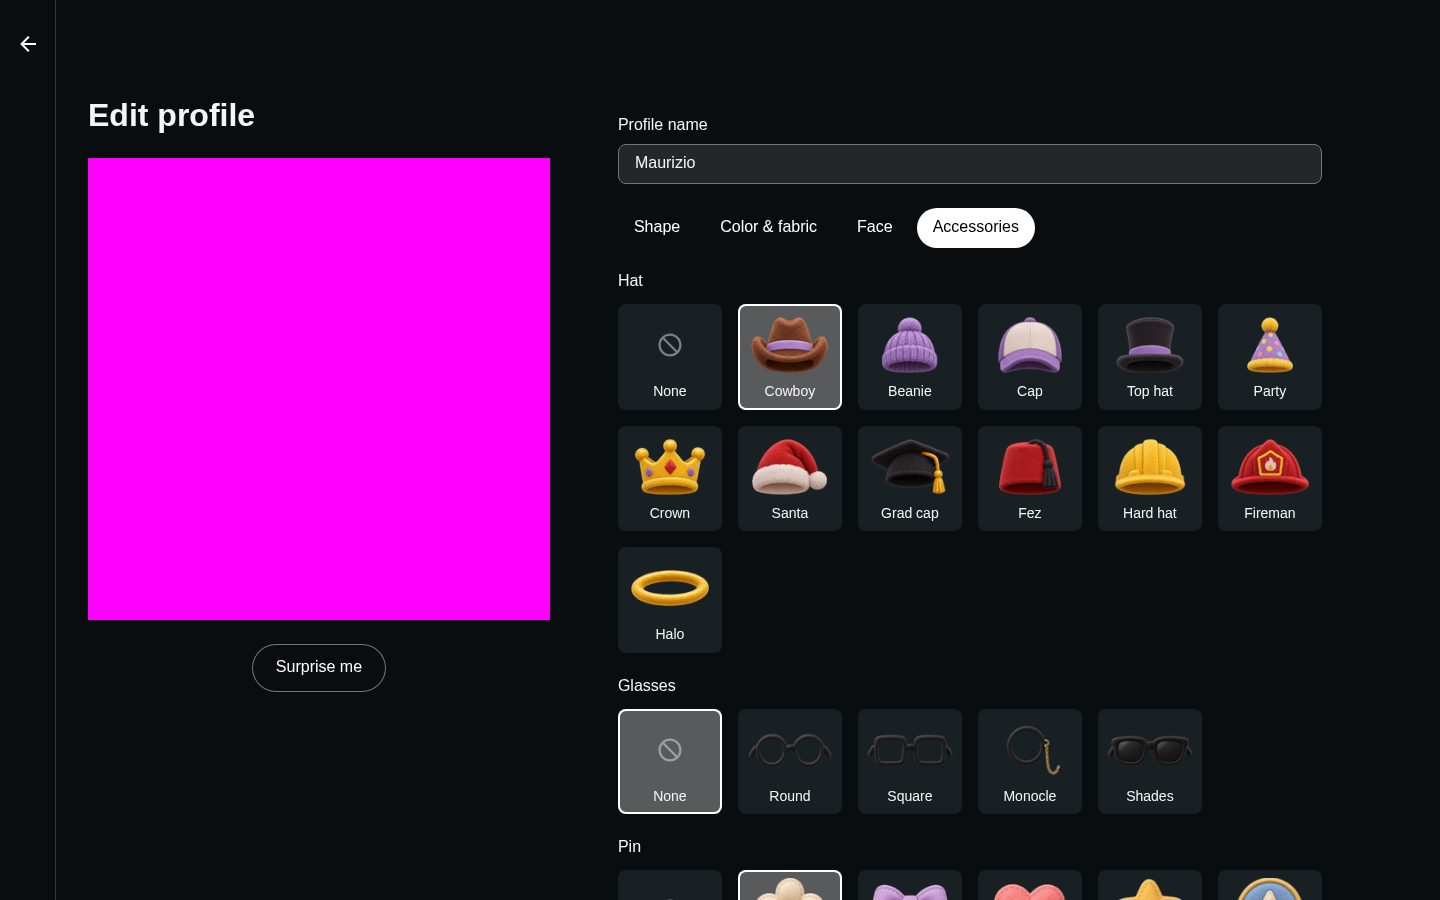 Edit profile
Surprise me
Profile name
Maurizio
Shape
Color & fabric
Face
Accessories
Hat
None
Cowboy
Beanie
Cap
Top hat
Party
Crown
Santa
Grad cap
Fez
Hard hat
Fireman
Halo
Glasses
None
Round
Square
Monocle
Shades
Pin